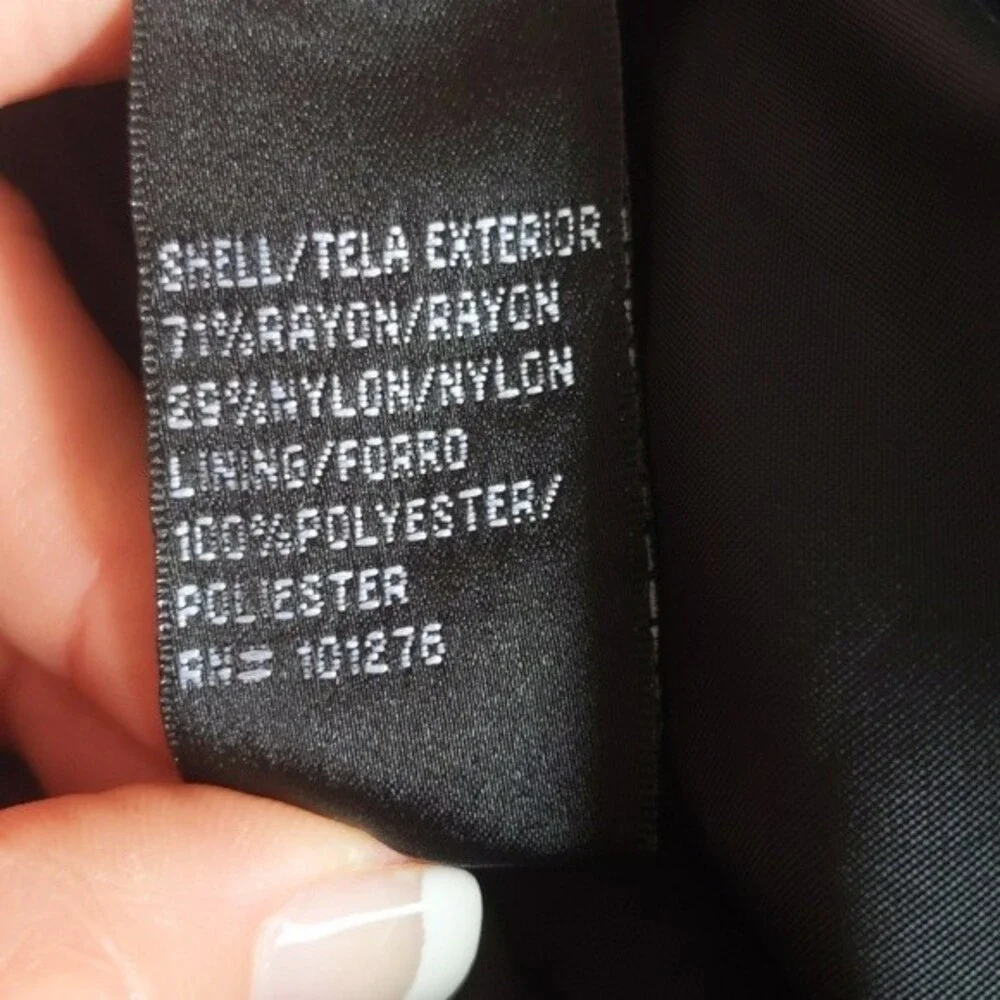 SHELL/TELA EXTERIOR
71%RAYON/RAYON
29%NYLON/NYLON
LINING/FORRO
100%POLYESTER/
POLIESTER
RN# 101276